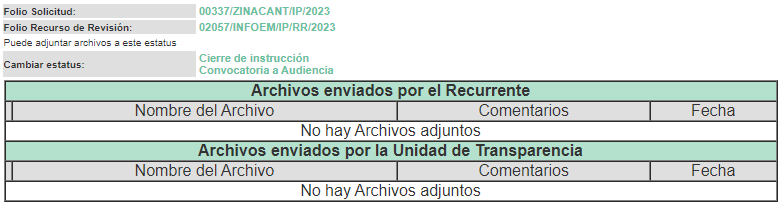 Folio Solicitud: 00337/ZINACANT/IP/2023
Folio Recurso de Revisión: 02057/INFOEM/IP/RR/2023
Puede adjuntar archivos a este estatus
Cambiar estatus: Cierre de instrucción
Convocatoria a Audiencia
Archivos enviados por el Recurrente
Nombre del Archivo Comentarios Fecha
No hay Archivos adjuntos
Archivos enviados por la Unidad de Transparencia
Nombre del Archivo Comentarios Fecha
No hay Archivos adjuntos